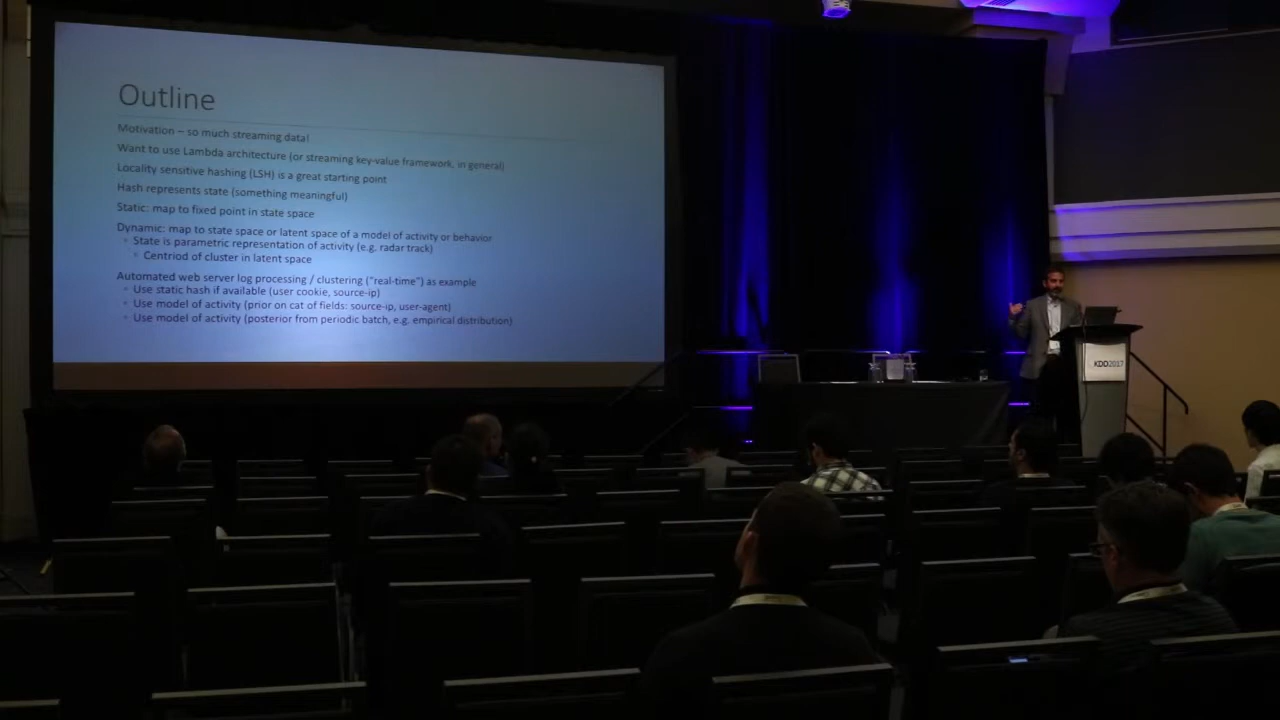 Outline
Motivation – so much streaming data!
Want to use Lambda architecture (or streaming key-value framework, in general)
Locality sensitive hashing (LSH) is a great starting point
Hash represents state (something meaningful)
Static: map to fixed point in state space
Dynamic: map to state space or latent space of a model of activity or behavior
◦ State is parametric representation of activity (e.g. radar track)
◦ Centriod of cluster in latent space
Automated web server log processing / clustering ("real-time") as example
◦ Use static hash if available (user cookie, source-ip)
◦ Use model of activity (prior on cat of fields: source-ip, user-agent)
◦ Use model of activity (posterior from periodic batch, e.g. empirical distribution)
KDD2017